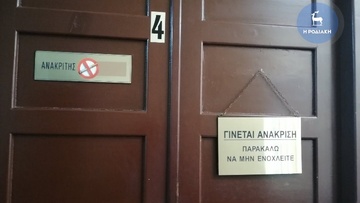 4
Η ΡΟΔΙΑΚΗ
ΑΝΑΚΡΙΤΗΣ
ΓΙΝΕΤΑΙ ΑΝΑΚΡΙΣΗ
ΠΑΡΑΚΑΛΩ
ΝΑ ΜΗΝ ΕΝΟΧΛΕΙΤΕ